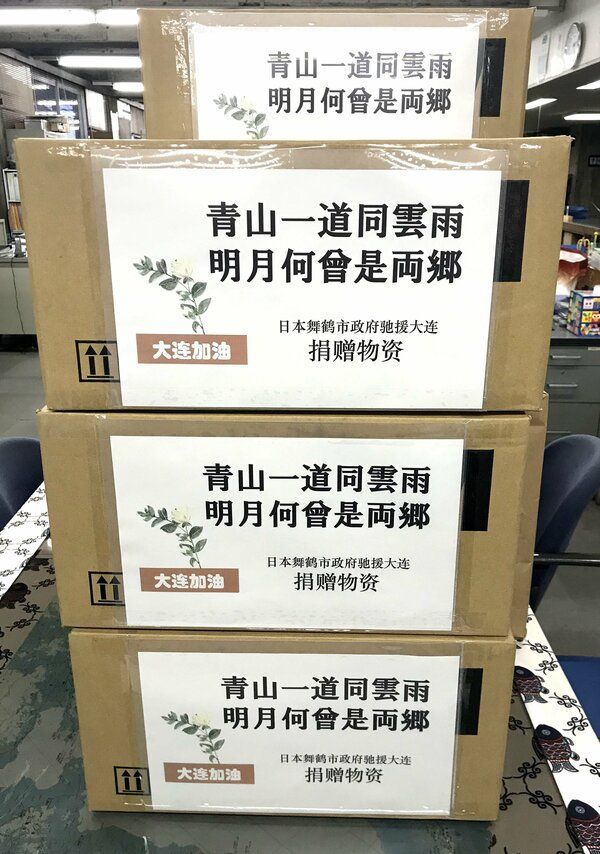 青山一道同雲雨
明月何曾是両郷
青山一道同雲雨
明月何曾是両郷
日本舞鹤市政府驰援大连
大连加油
捐赠物资
青山一道同雲雨
明月何曾是両郷
日本舞鹤市政府驰援大连
大连加油
捐赠物资
青山一道同雲雨
明月何曾是両郷
日本舞鹤市政府驰援大连
大连加油
捐赠物资